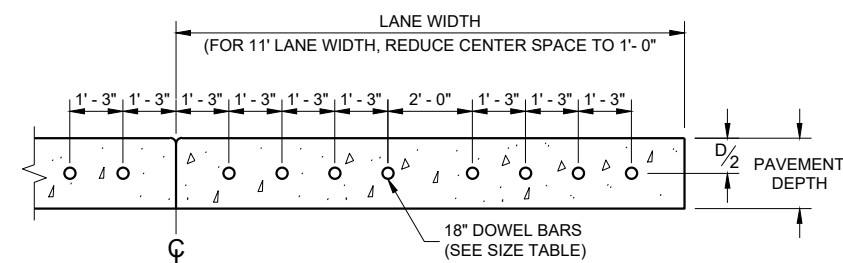 LANE WIDTH
(FOR 11' LANE WIDTH, REDUCE CENTER SPACE TO 1'- 0"
1' - 3" 1' - 3" 1' - 3" 1' - 3" 1' - 3" 1' - 3" 2' - 0" 1' - 3" 1' - 3" 1' - 3"
D/2
PAVEMENT
DEPTH
18" DOWEL BARS
(SEE SIZE TABLE)
℄